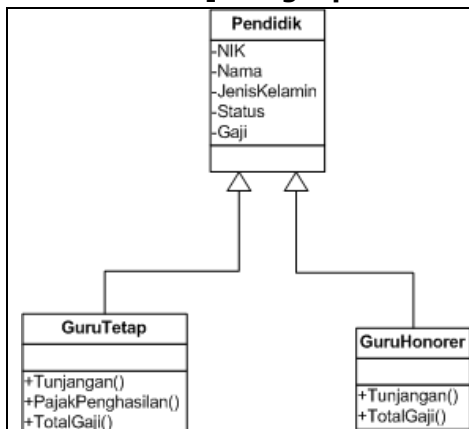 Pendidik
-NIK
-Nama
-JenisKelamin
-Status
-Gaji
GuruTetap
+Tunjangan()
+PajakPenghasilan()
+TotalGaji()
GuruHonorer
+Tunjangan()
+TotalGaji()